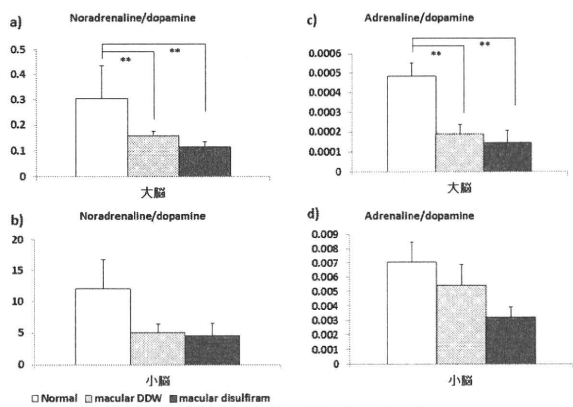 a)
Noradrenaline/dopamine
0.5
0.4
0.3
0.2
0.1
0
**
**
大脳
c)
Adrenaline/dopamine
0.0006
0.0005
0.0004
0.0003
0.0002
0.0001
0
**
**
大脳
b)
Noradrenaline/dopamine
20
15
10
5
0
小脳
d)
Adrenaline/dopamine
0.009
0.008
0.007
0.006
0.005
0.004
0.003
0.002
0.001
0
小脳
Normal macular DDW macular disulfiram